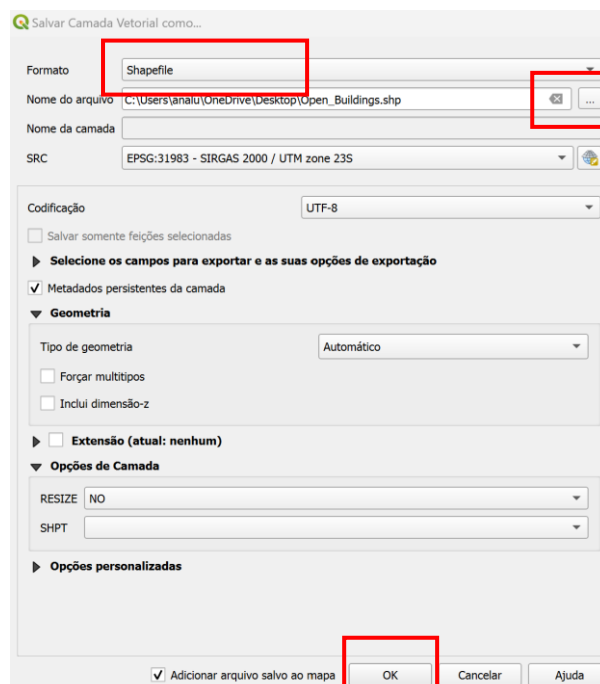 Salvar Camada Vetorial como...
Formato Shapefile
Nome do arquivo C:\Users\analu\OneDrive\Desktop\Open_Buildings.shp ...
Nome da camada
SRC EPSG:31983 - SIRGAS 2000 / UTM zone 23S
Codificação UTF-8
Salvar somente feições selecionadas
Selecione os campos para exportar e as suas opções de exportação
Metadados persistentes da camada
Geometria
Tipo de geometria Automático
Forçar multitipos
Inclui dimensão-z
Extensão (atual: nenhum)
Opções de Camada
RESIZE NO
SHPT
Opções personalizadas
Adicionar arquivo salvo ao mapa OK Cancelar Ajuda